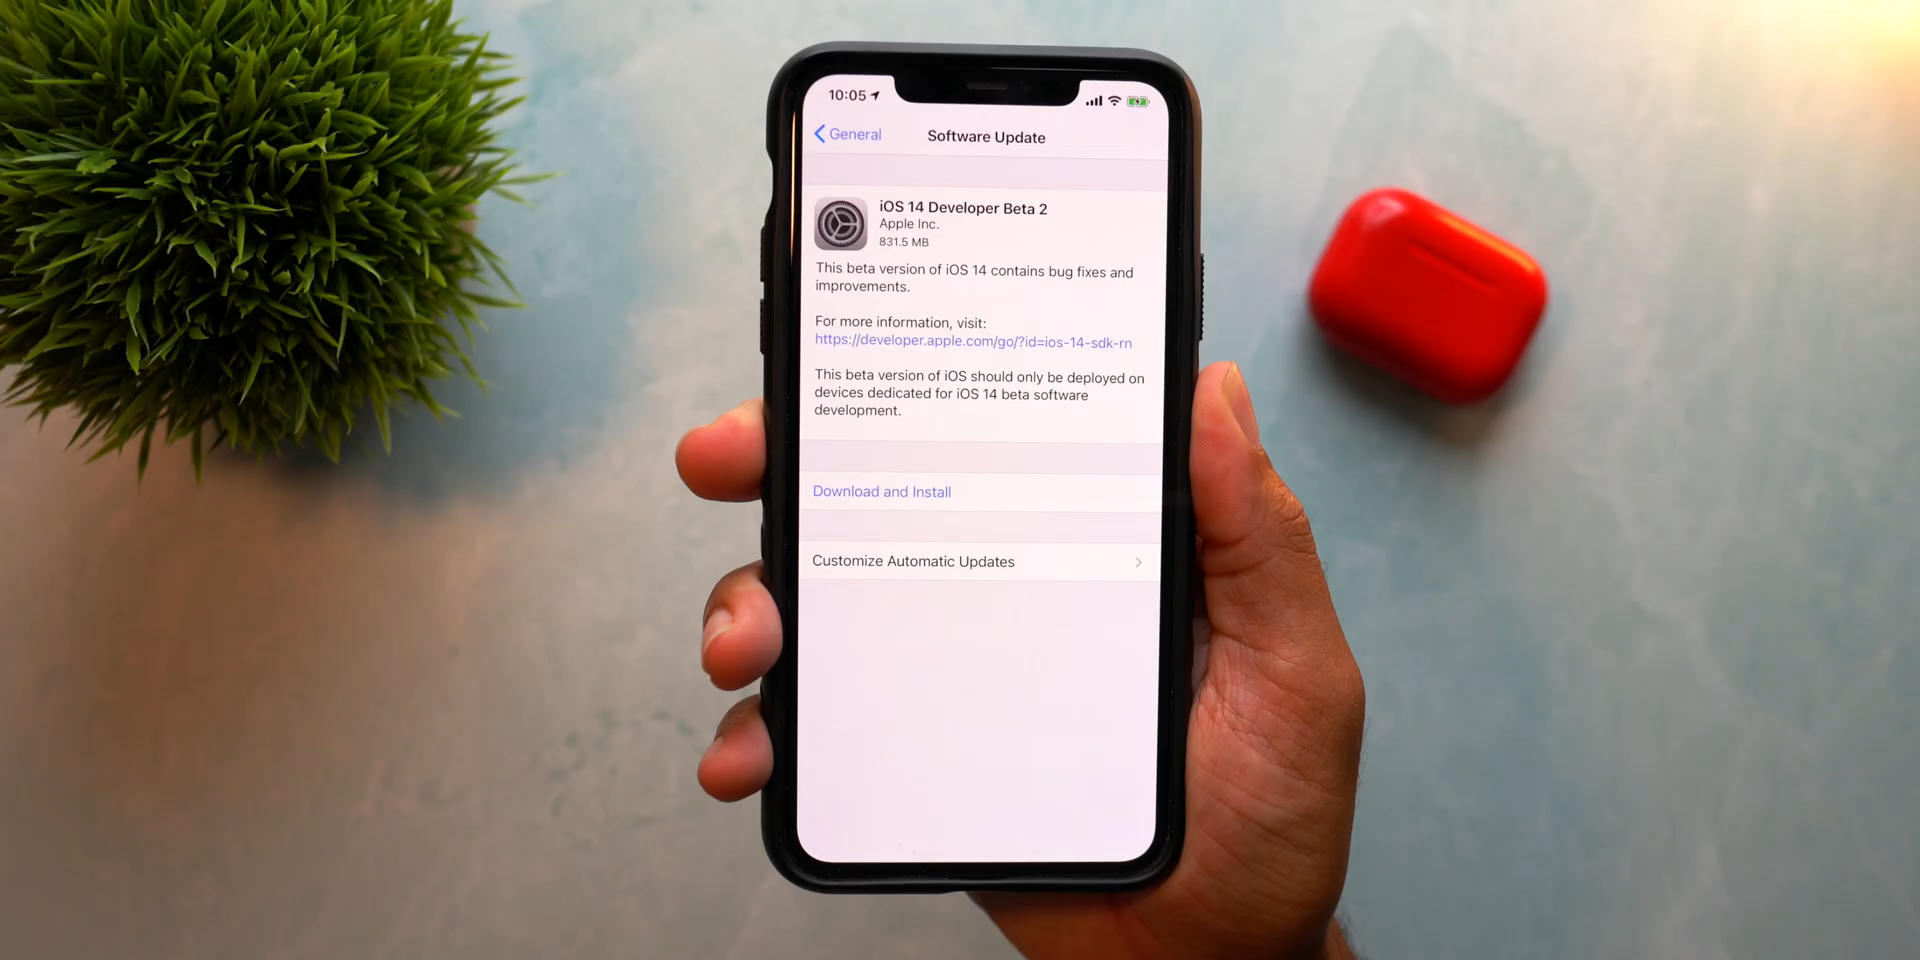 10:05
General
Software Update
iOS 14 Developer Beta 2
Apple Inc.
831.5 MB
This beta version of iOS 14 contains bug fixes and
improvements.
For more information, visit:
https://developer.apple.com/go/?id=ios-14-sdk-rn
This beta version of iOS should only be deployed on
devices dedicated for iOS 14 beta software
development.
Download and Install
Customize Automatic Updates